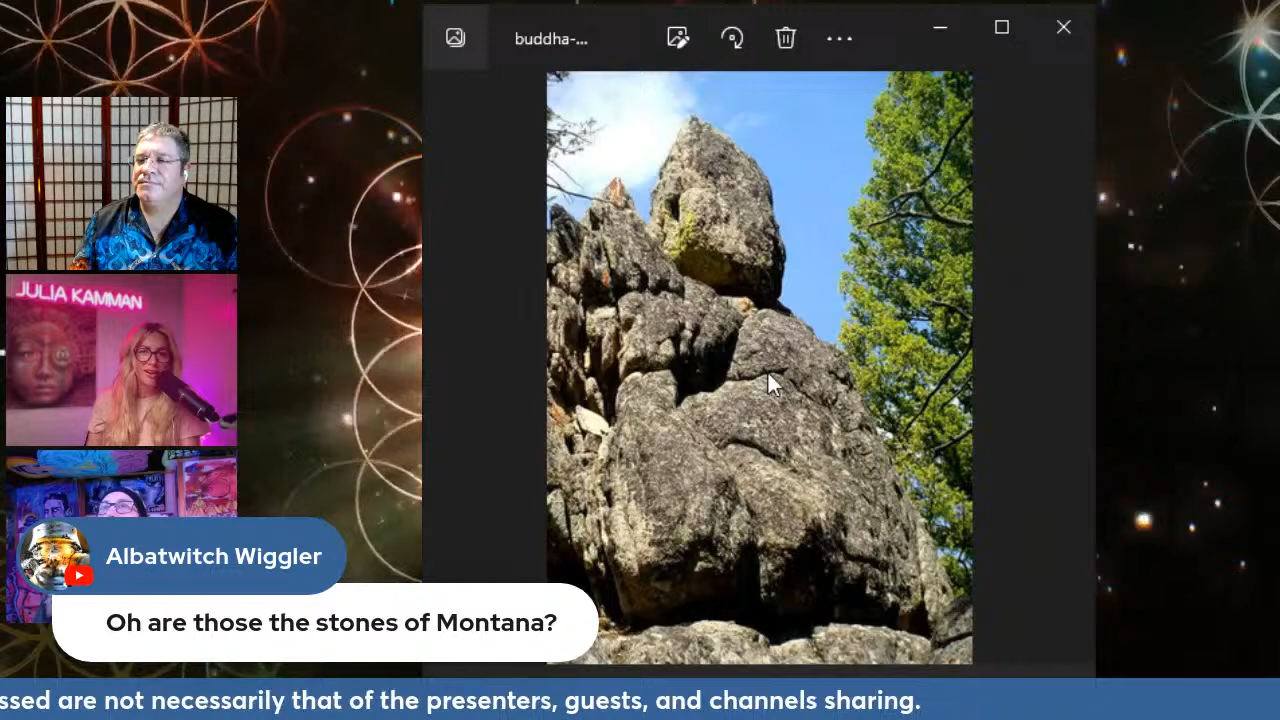 buddha-...
JULIA KAMMAN
Albatwitch Wiggler
Oh are those the stones of Montana?
ssed are not necessarily that of the presenters, guests, and channels sharing.